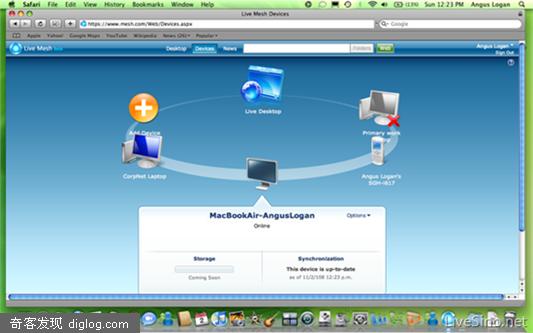 Safari File Edit View History Bookmarks Window Help
(13%) Sun 12:23 PM Angus Logan
Live Mesh Devices
https://www.mesh.com/Web/Devices.aspx
Google
Apple Yahoo! Google Maps YouTube Wikipedia News (26) Popular
Live Mesh beta Desktop Devices News Folders Web Angus Logan
Sign Out
Live Desktop
Add Device
Primary work
CorpNet Laptop
Angus Logan's
SGH-i617
MacBookAir-AngusLogan
Options
Online
Storage
Coming Soon
Synchronization
This device is up-to-date
as of 11/2/108 12:23 p.m.
奇客发现 diglog.com
LiveSino.net